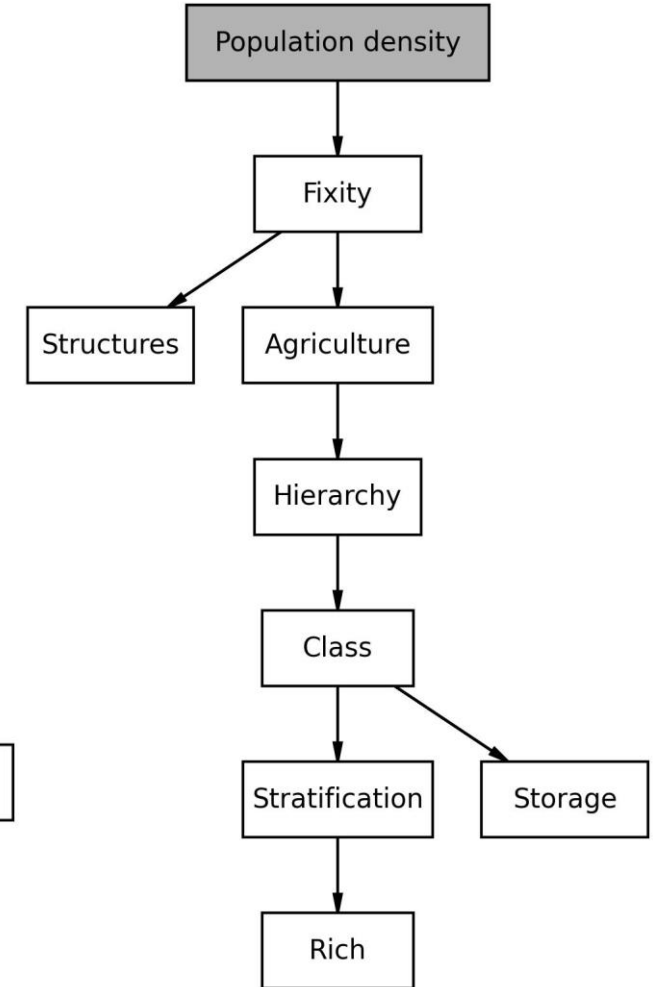 Population density
Fixity
Structures
Agriculture
Hierarchy
Class
Stratification
Storage
Rich